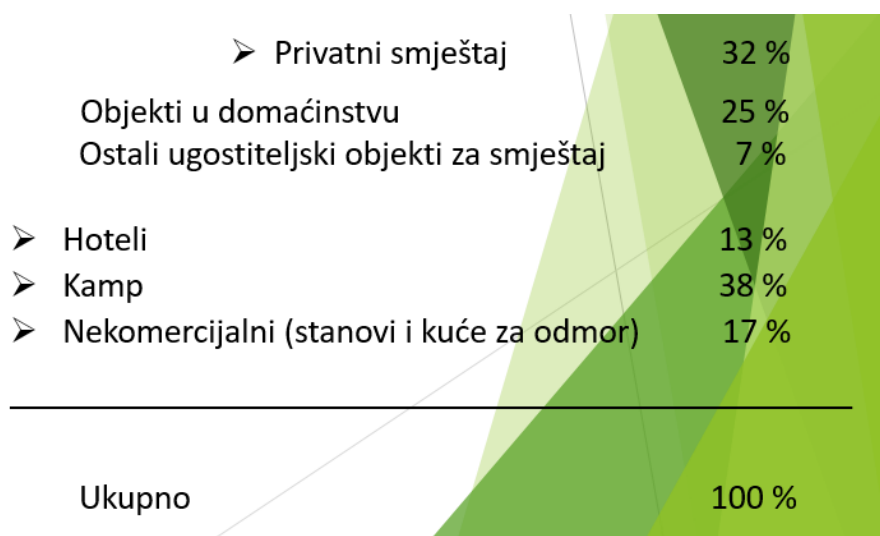 ➢ Privatni smještaj 32 %
Objekti u domaćinstvu 25 %
Ostali ugostiteljski objekti za smještaj 7 %
➢ Hoteli 13 %
➢ Kamp 38 %
➢ Nekomercijalni (stanovi i kuće za odmor) 17 %
Ukupno 100 %